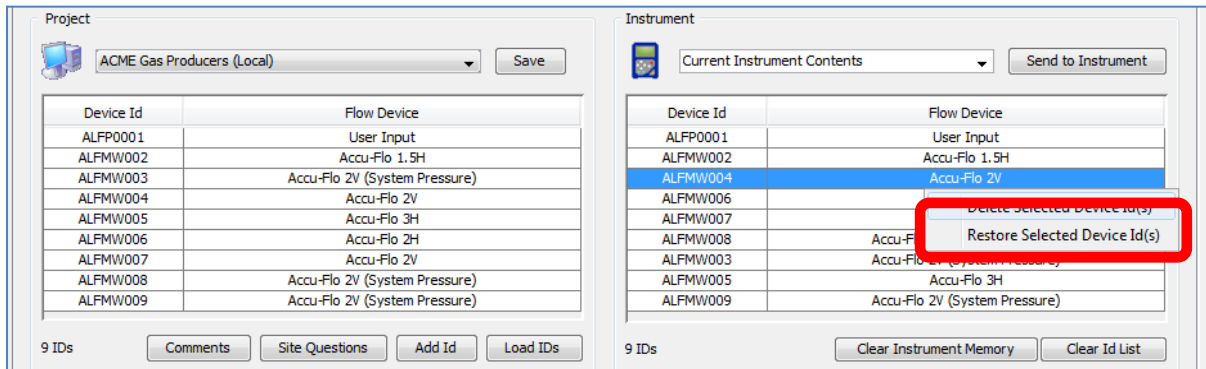 Project
ACME Gas Producers (Local)
Save
Device Id Flow Device
ALFP0001 User Input
ALFMW002 Accu-Flo 1.5H
ALFMW003 Accu-Flo 2V (System Pressure)
ALFMW004 Accu-Flo 2V
ALFMW005 Accu-Flo 3H
ALFMW006 Accu-Flo 2H
ALFMW007 Accu-Flo 2V
ALFMW008 Accu-Flo 2V (System Pressure)
ALFMW009 Accu-Flo 2V (System Pressure)
9 IDs
Comments
Site Questions
Add Id
Load IDs
Instrument
Current Instrument Contents
Send to Instrument
Device Id Flow Device
ALFP0001 User Input
ALFMW002 Accu-Flo 1.5H
ALFMW004 Accu-Flo 2V
ALFMW006
Delete Selected Device Id(s)
ALFMW007
Restore Selected Device Id(s)
ALFMW008
ALFMW003 Accu-Flo 2V (System Pressure)
ALFMW005 Accu-Flo 3H
ALFMW009 Accu-Flo 2V (System Pressure)
9 IDs
Clear Instrument Memory
Clear Id List